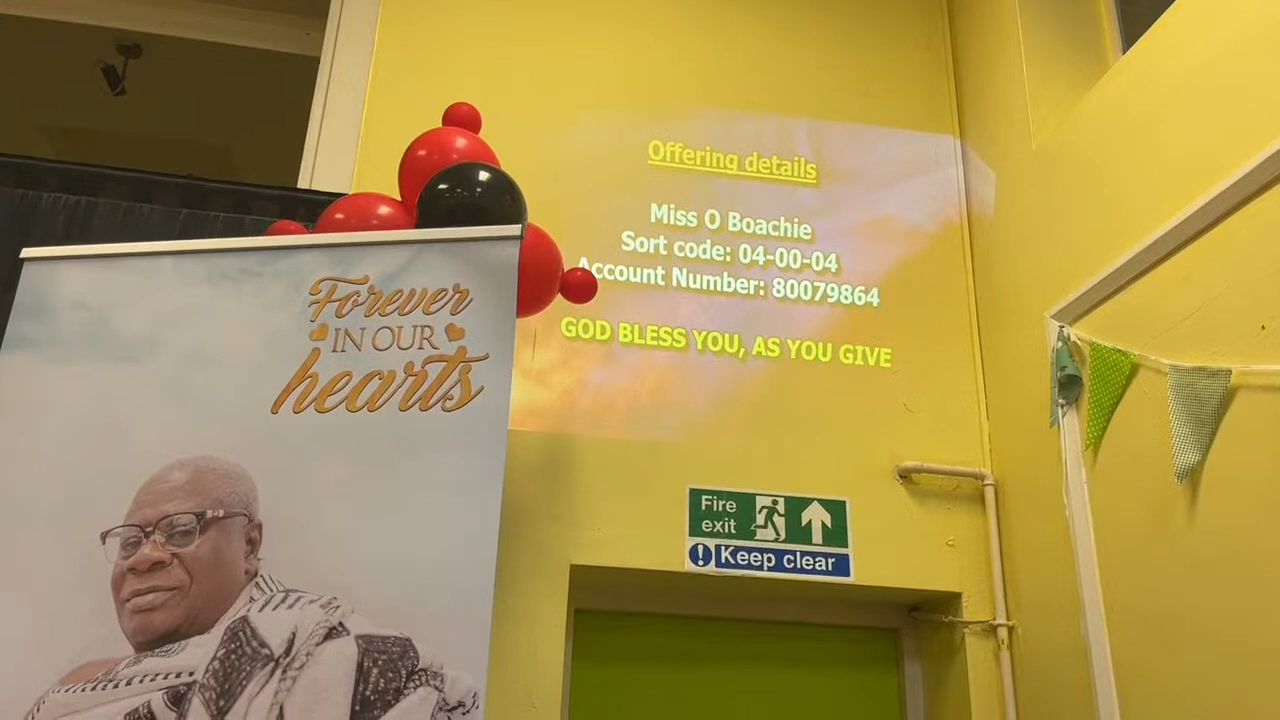 Forever
IN OUR
hearts
Offering details
Miss O Boachie
Sort code: 04-00-04
Account Number: 80079864
GOD BLESS YOU, AS YOU GIVE
Fire
exit
Keep clear